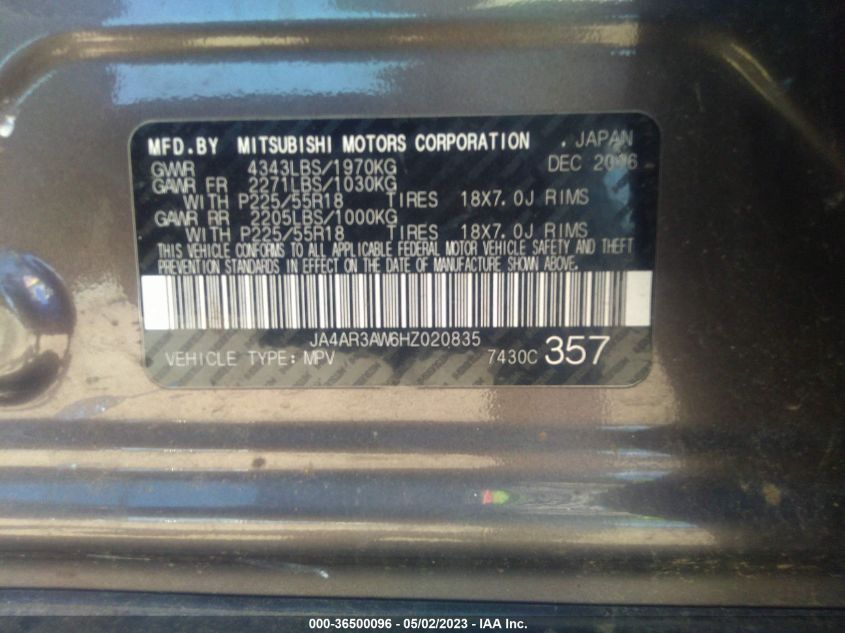 MFD.BY MITSUBISHI MOTORS CORPORATION . JAPAN
GVWR 4343LBS/1970KG DEC 2016
GAWR FR 2271LBS/1030KG
WITH P225/55R18 TIRES 18X7.0J RIMS
GAWR RR 2205LBS/1000KG
WITH P225/55R18 TIRES 18X7.0J RIMS
THIS VEHICLE CONFORMS TO ALL APPLICABLE FEDERAL MOTOR VEHICLE SAFETY AND THEFT
PREVENTION STANDARDS IN EFFECT ON THE DATE OF MANUFACTURE SHOWN ABOVE.
JA4AR3AW6HZ020835
VEHICLE TYPE: MPV 7430C 357
000-36500096 - 05/02/2023 - IAA Inc.